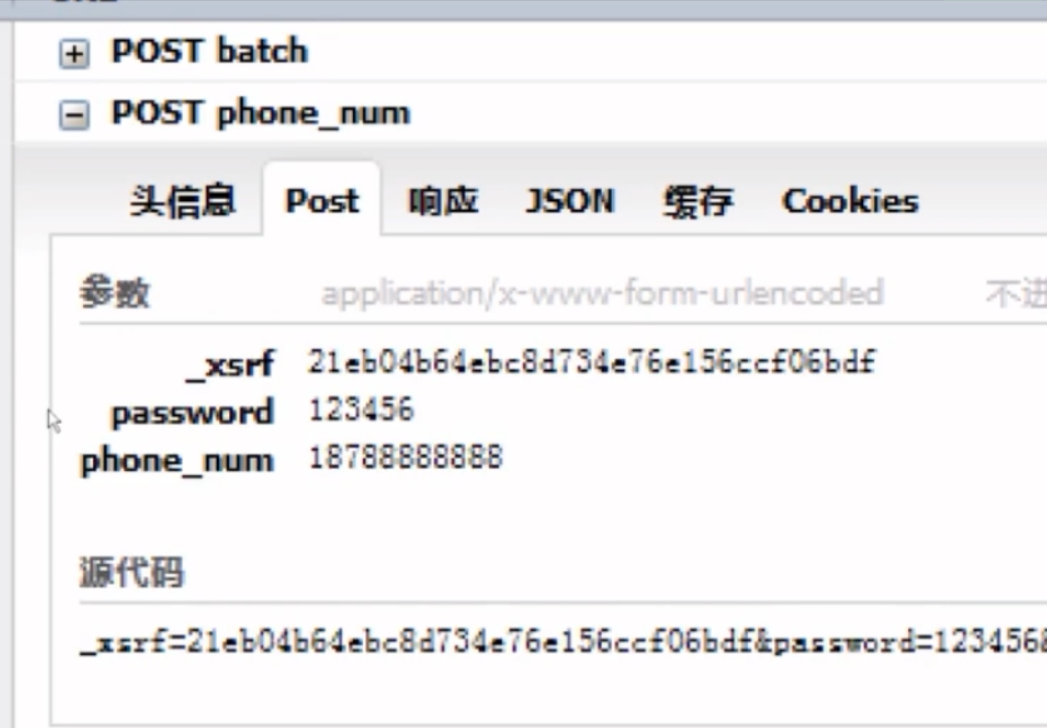 POST batch
POST phone_num
头信息 Post 响应 JSON 缓存 Cookies
参数 application/x-www-form-urlencoded 不进
_xsrf 21eb04b64ebc8d734e76e156ccf06bdf
password 123456
phone_num 18788888888
源代码
_xsrf=21eb04b64ebc8d734e76e156ccf06bdf&password=123456&